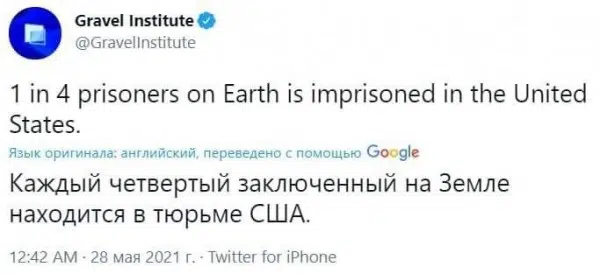 Gravel Institute
@GravelInstitute
1 in 4 prisoners on Earth is imprisoned in the United
States.
Язык оригинала: английский, переведено с помощью Google
Каждый четвертый заключенный на Земле
находится в тюрьме США.
12:42 AM · 28 мая 2021 г. · Twitter for iPhone